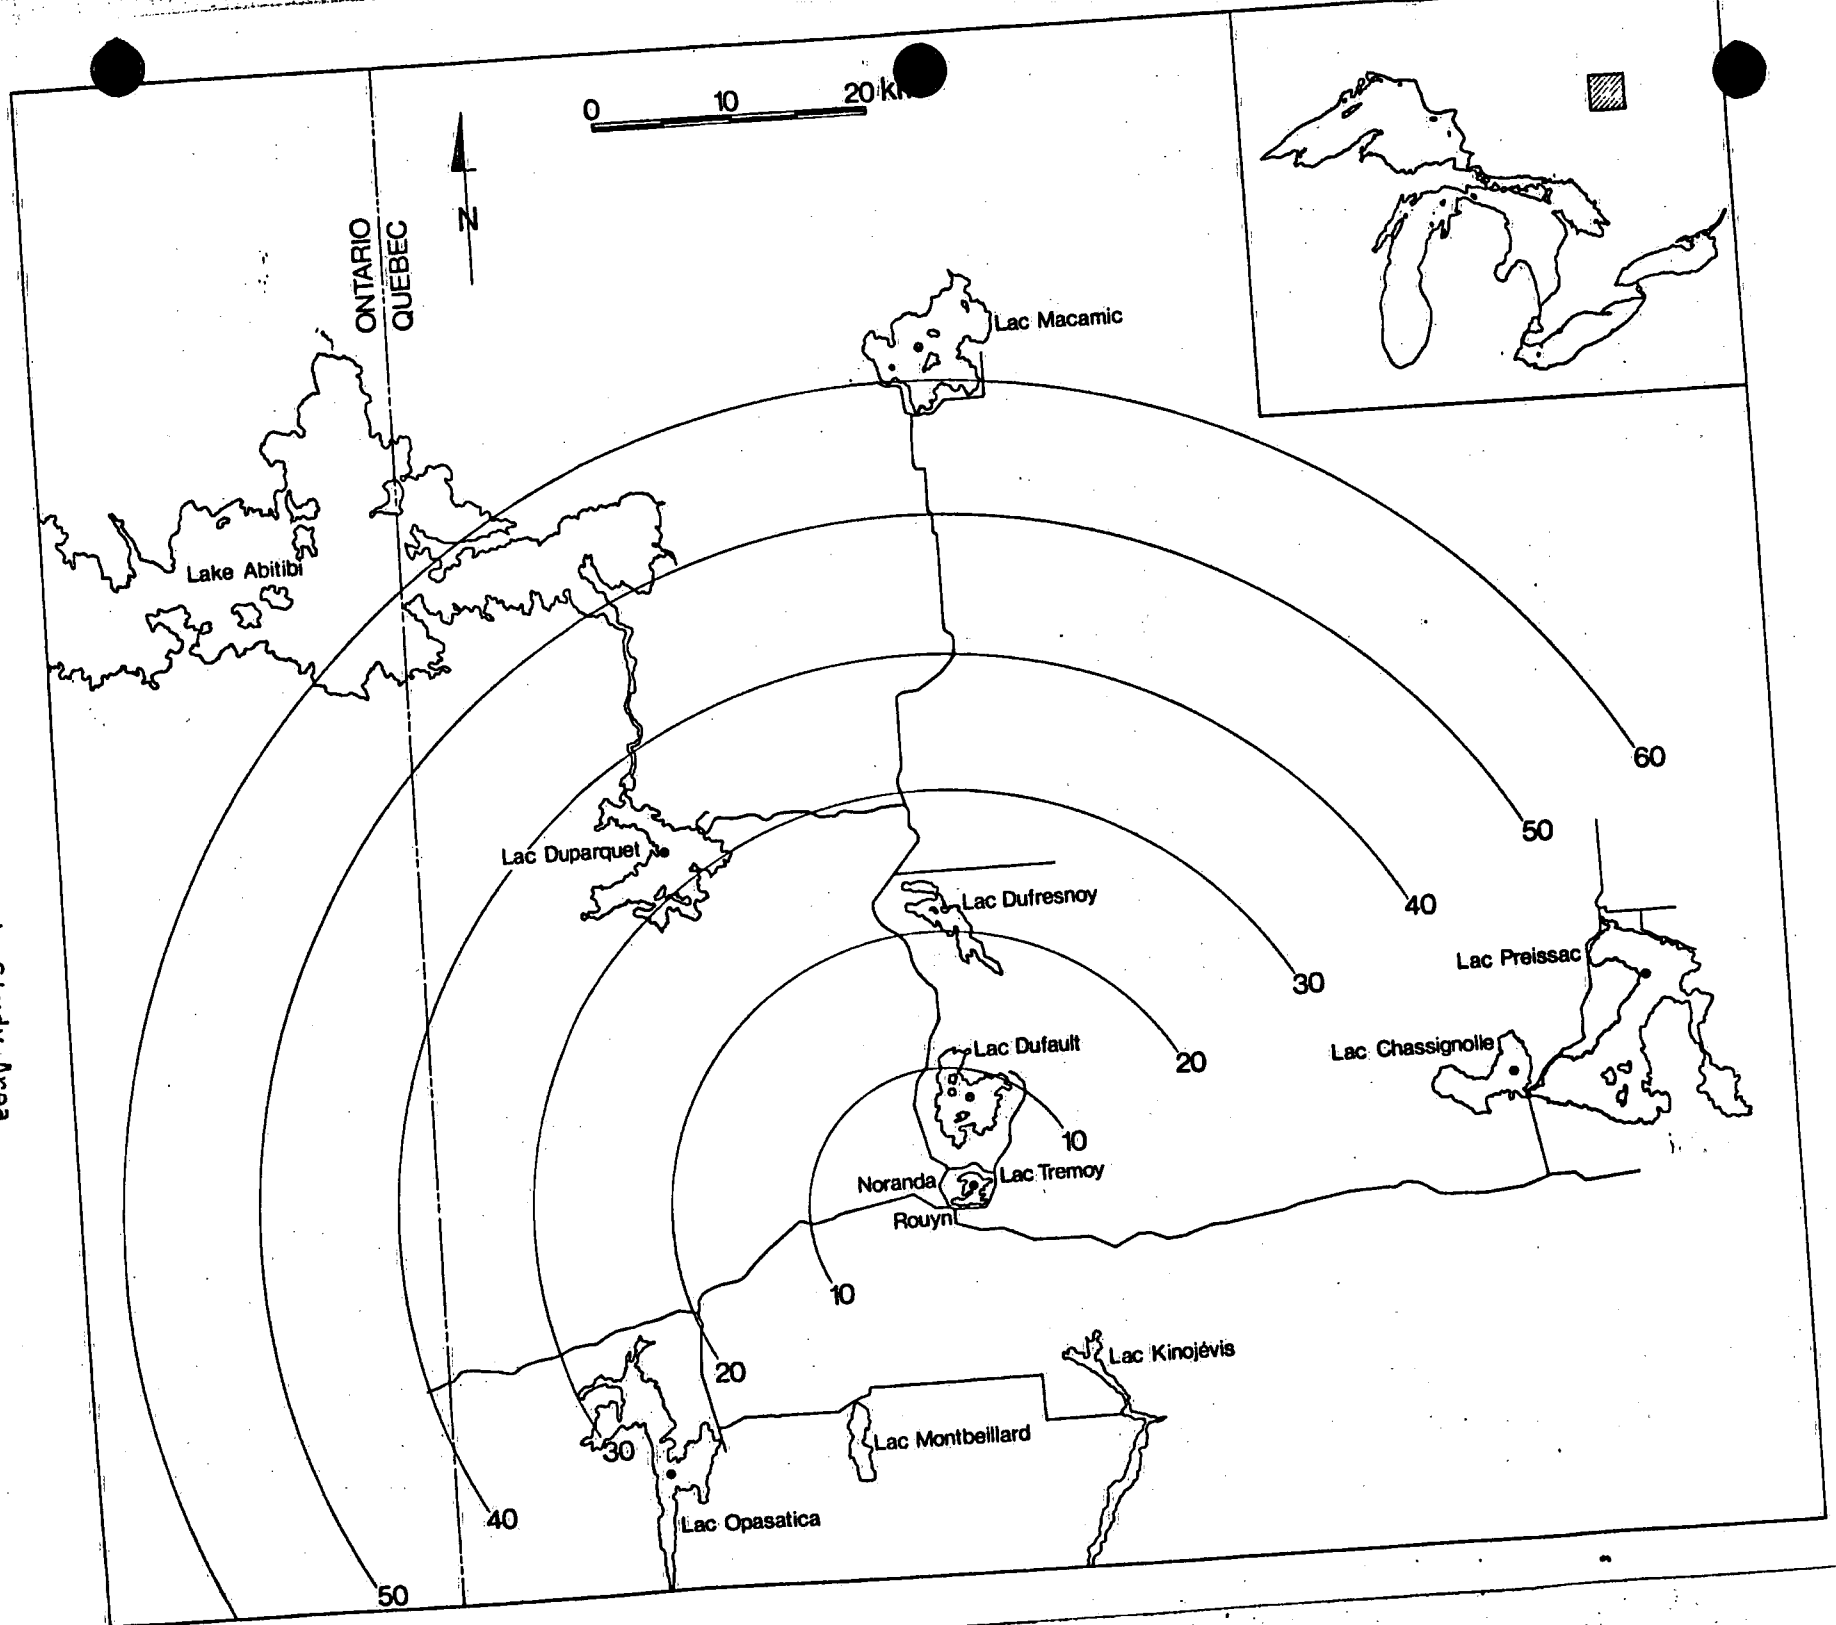 0 10 20 km
N
ONTARIO
QUEBEC
Lac Macamic
Lake Abitibi
60
50
Lac Duparquet
Lac Dufresnoy
40
Lac Preissac
30
Lac Dufault
Lac Chassignolle
20
10
Lac Tremoy
Noranda
Rouyn
10
Lac Kinojévis
20
Lac Montbeillard
30
Lac Opasatica
40
50